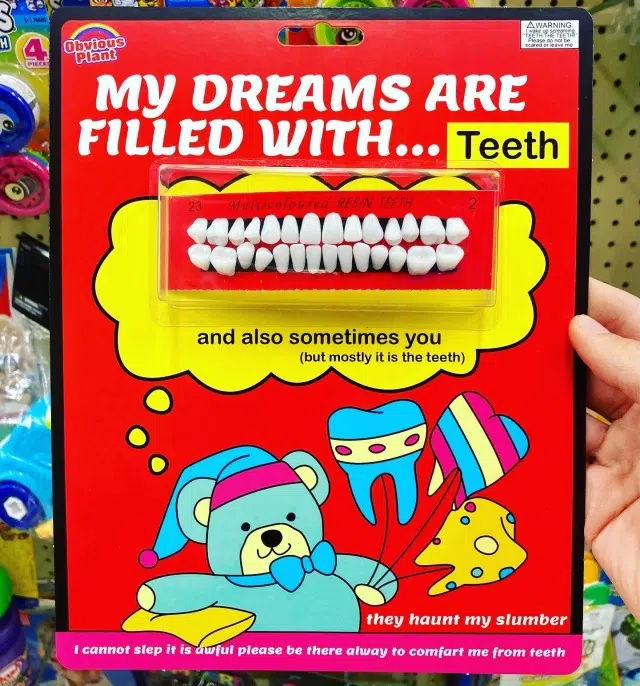 Obvious
Plant
⚠ WARNING
I wake up screaming
"TEETH THE TEETH"
Please do not be
scared or leave me
MY DREAMS ARE
FILLED WITH... Teeth
23 Multicoloured RESIN TEETH 2
and also sometimes you
(but mostly it is the teeth)
they haunt my slumber
I cannot slep it is awful please be there alway to comfart me from teeth
4